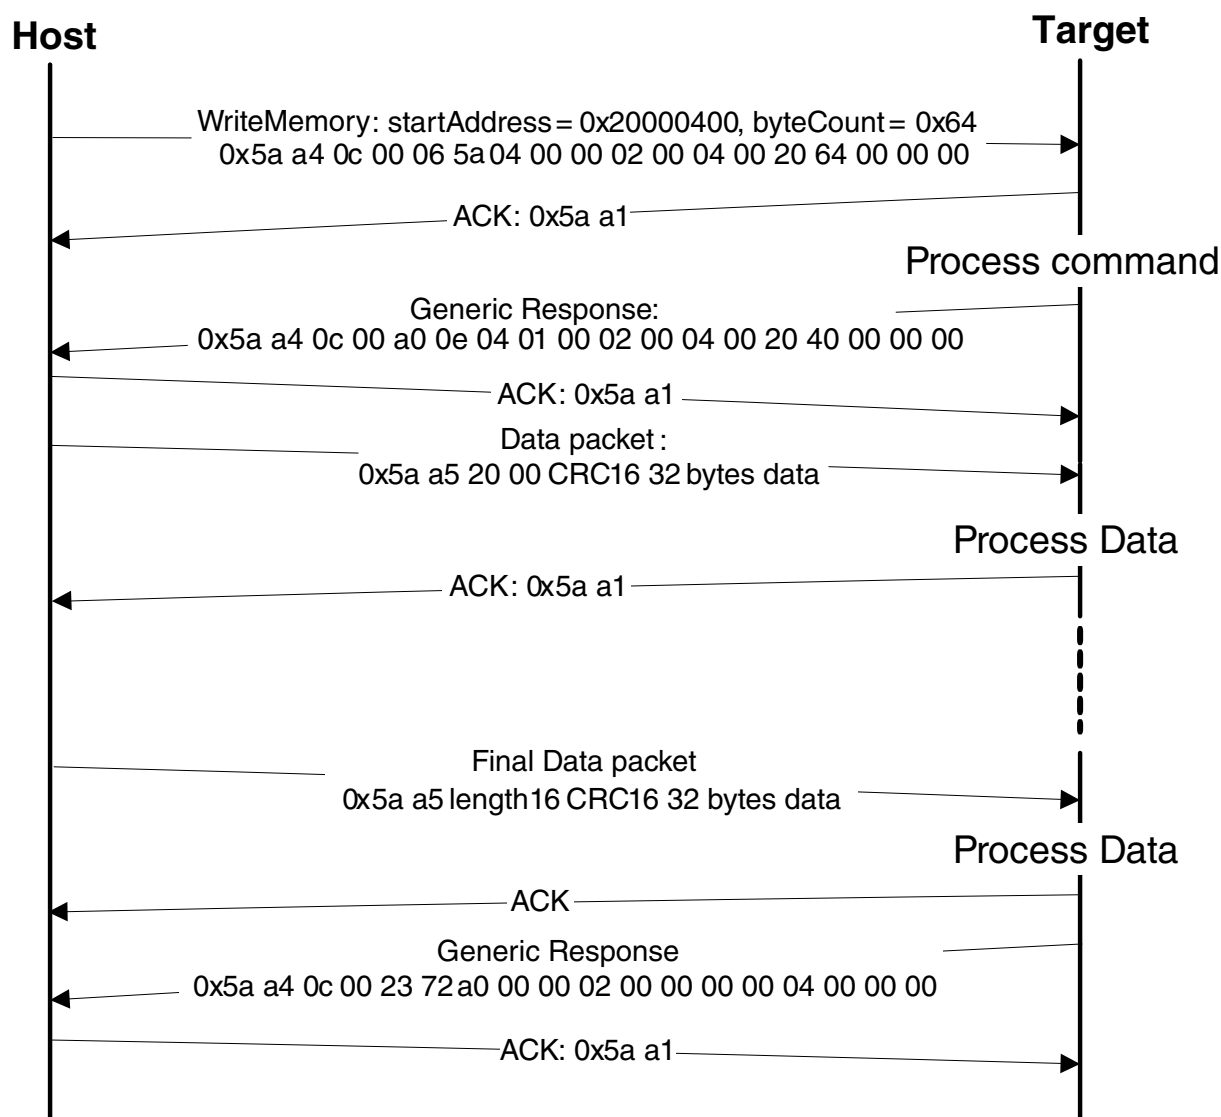 Host
Target
WriteMemory: startAddress = 0x20000400, byteCount = 0x64
0x5a a4 0c 00 06 5a 04 00 00 02 00 04 00 20 64 00 00 00
ACK: 0x5a a1
Process command
Generic Response:
0x5a a4 0c 00 a0 0e 04 01 00 02 00 04 00 20 40 00 00 00
ACK: 0x5a a1
Data packet :
0x5a a5 20 00 CRC16 32 bytes data
Process Data
ACK: 0x5a a1
Final Data packet
0x5a a5 length16 CRC16 32 bytes data
Process Data
ACK
Generic Response
0x5a a4 0c 00 23 72 a0 00 00 02 00 00 00 00 04 00 00 00
ACK: 0x5a a1